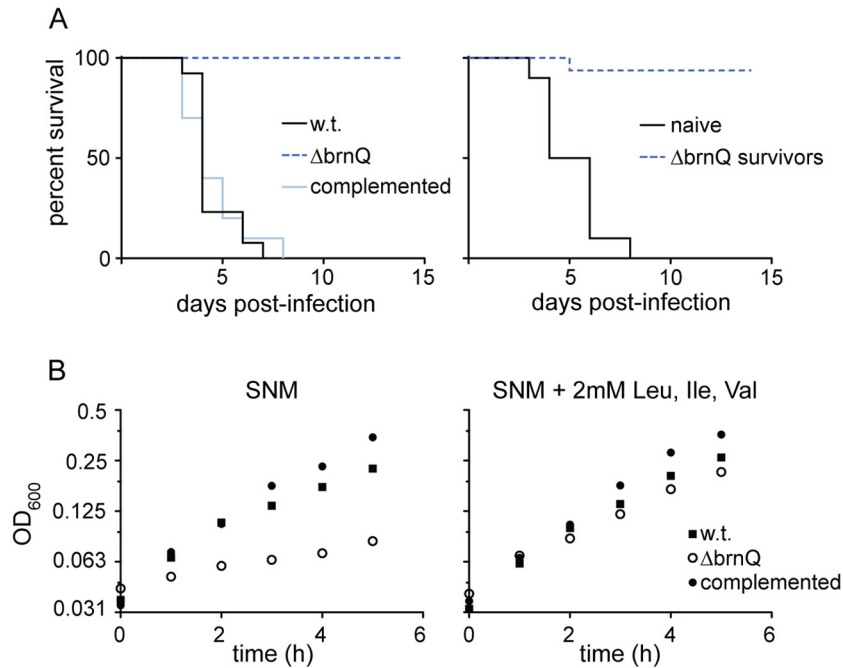 A
percent survival
100
50
0
5
10
15
days post-infection
w.t.
ΔbrnQ
complemented
5
10
15
days post-infection
naive
ΔbrnQ survivors
B
SNM
OD600
0.5
0.25
0.125
0.063
0.031
0
2
4
6
time (h)
SNM + 2mM Leu, Ile, Val
w.t.
ΔbrnQ
complemented
0
2
4
6
time (h)